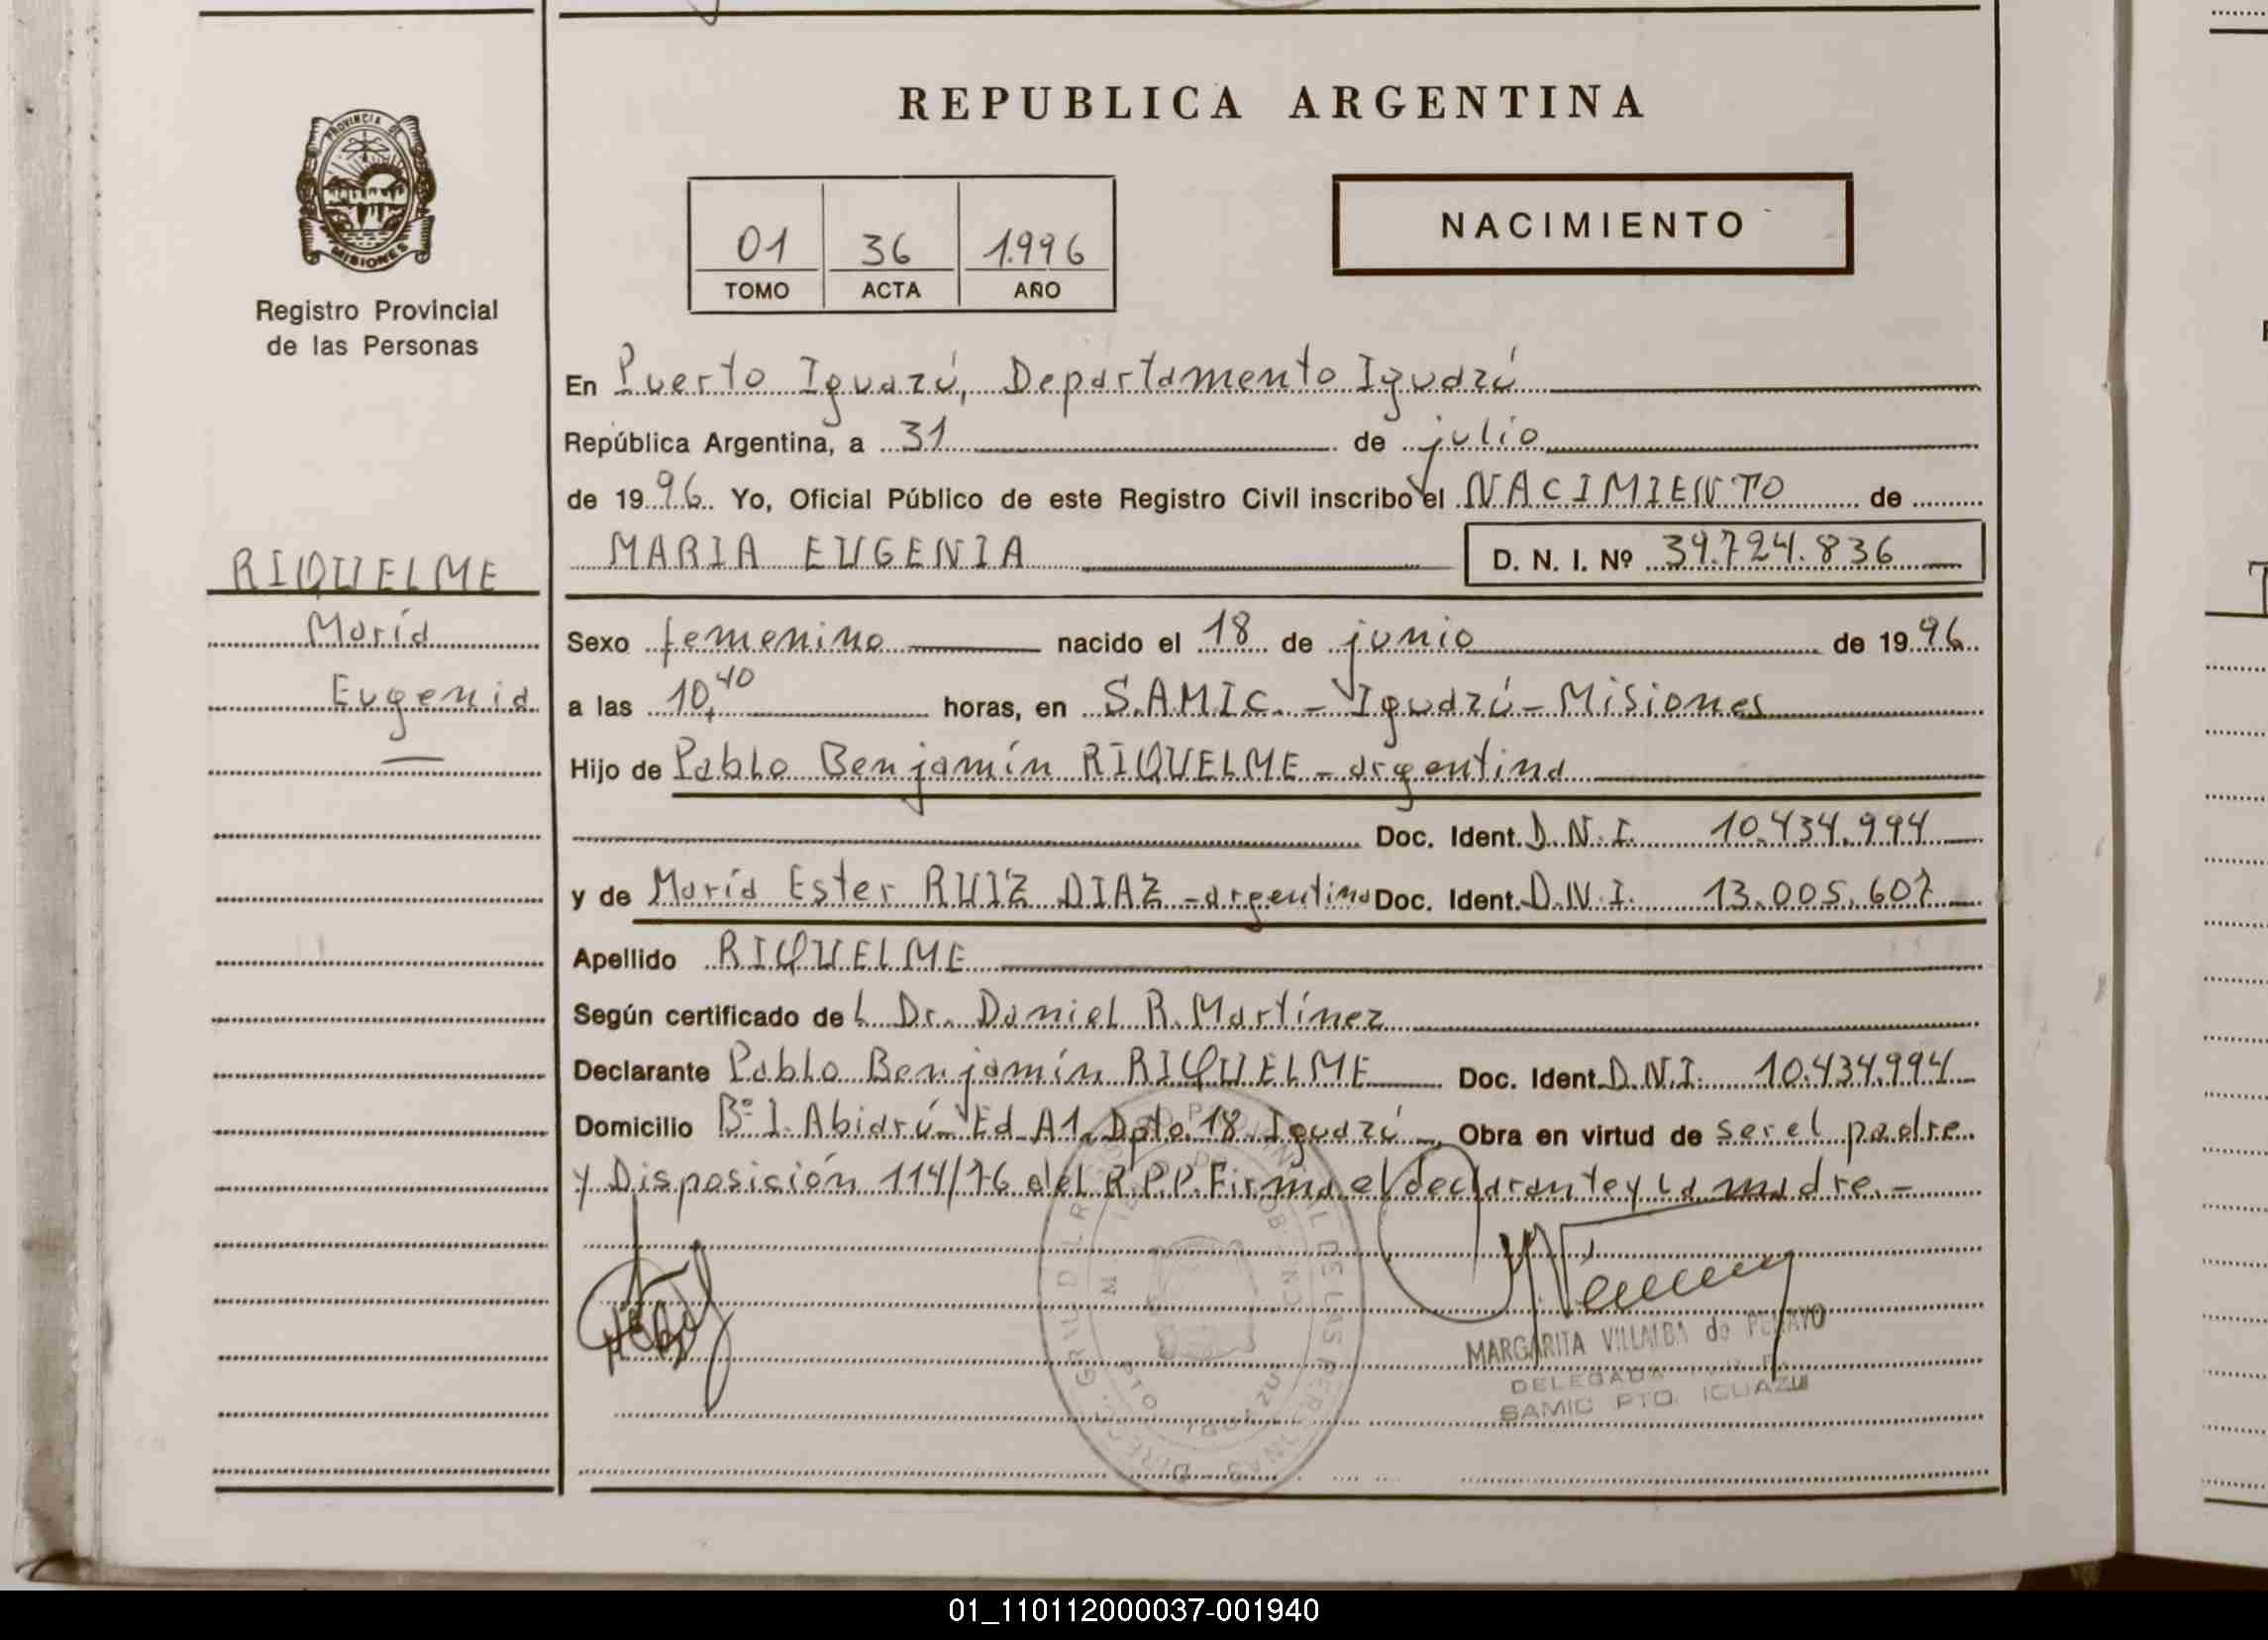 REPUBLICA ARGENTINA
PROVINCIA DE MISIONES
Registro Provincial
de las Personas
01 36 1.996
TOMO ACTA AÑO
NACIMIENTO
En Puerto Iguazú, Departamento Iguazú
República Argentina, a 31 de julio
de 1996. Yo, Oficial Público de este Registro Civil inscribo el NACIMIENTO de
MARIA EUGENIA D. N. I. Nº 39.724.836
RIQUELME
María
Eugenia
Sexo femenino nacido el 18 de junio de 1996.
a las 10,40 horas, en S.A.M.I.C. - Iguazú - Misiones
Hijo de Pablo Benjamín RIQUELME - argentina
Doc. Ident. D.N.I. 10.434.994
y de María Ester RUIZ DIAZ - argentina Doc. Ident. D.N.I. 13.005.607
Apellido RIQUELME
Según certificado de L Dr. Daniel R. Martínez
Declarante Pablo Benjamín RIQUELME Doc. Ident. D.N.I. 10.434.994
Domicilio Bº 1. Abiarú - Ed A1. Dpto. 18. Iguazú -. Obra en virtud de ser el padre
y Disposición 114/76 del R.P.P. Firma el declarante y la madre. -
MARGARITA VILLALBA de PENAYO
DELEGADA
SAMIC PTO. IGUAZU
01_110112000037-001940